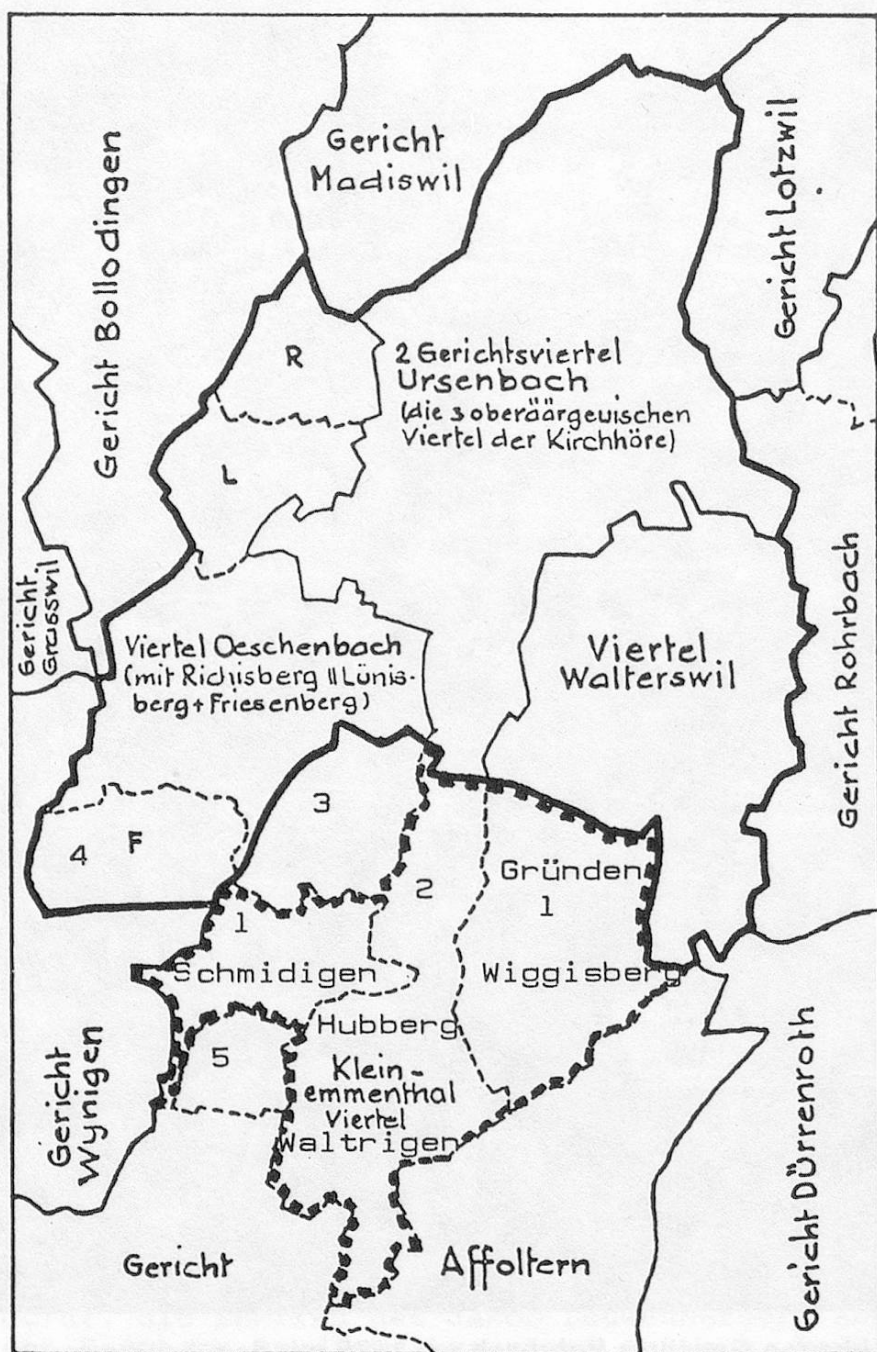 Gericht
Madiswil
Gericht Bollodingen
Gericht Lotzwil
R
2 Gerichtsviertel
Ursenbach
(die 3 oberäärgeuischen
Viertel der Kirchhöre)
L
Gericht
Grasswil
Viertel Oeschenbach
(mit Richisberg Lünis-
berg + Friesenberg)
Viertel
Walterswil
Gericht Rohrbach
3
4 F
2
Gründen
1
1
Schmidigen
Wiggisberg
Hubberg
5
Klein-
emmenthal
Viertel
Waltrigen
Gericht
Wynigen
Gericht Dürrenroth
Gericht Affoltern